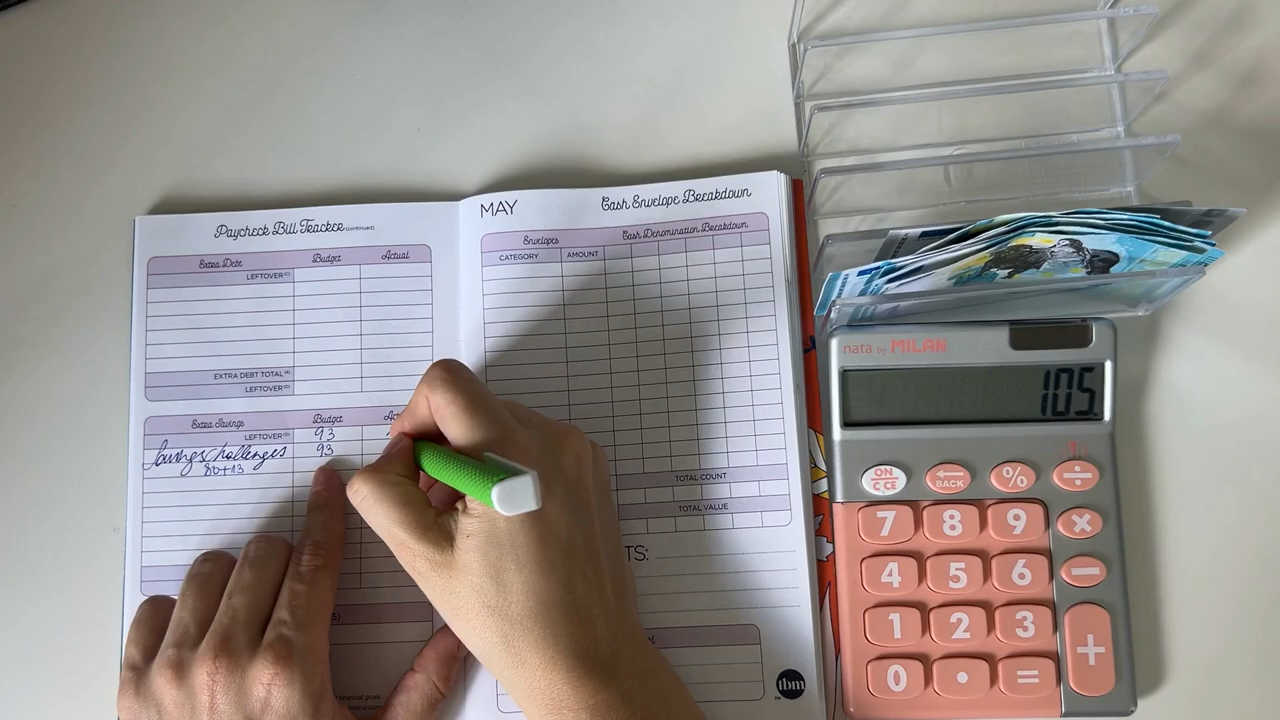 Paycheck Bill Tracker (continued)
Extra Debt Budget Actual
LEFTOVER
EXTRA DEBT TOTAL
LEFTOVER
Extra Savings Budget
LEFTOVER 93
Savings challenges 93
80+13
MAY Cash Envelope Breakdown
Envelopes Cash Denomination Breakdown
CATEGORY AMOUNT
TOTAL COUNT
TOTAL VALUE
tbm
nata by MILAN
105.
ON
C CE
BACK
% ÷
7 8 9 ×
4 5 6 −
1 2 3 +
0 . =